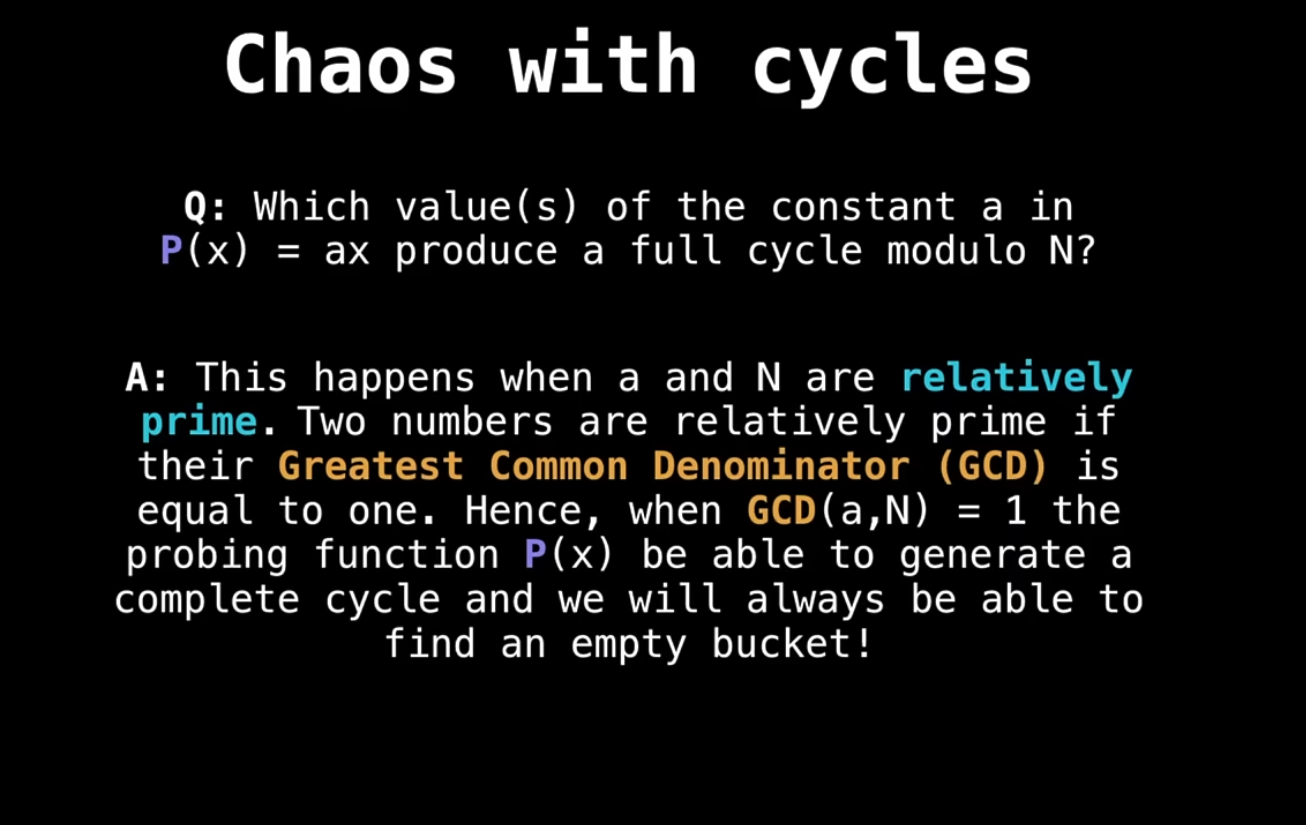 Chaos with cycles
Q: Which value(s) of the constant a in
P(x) = ax produce a full cycle modulo N?
A: This happens when a and N are relatively
prime. Two numbers are relatively prime if
their Greatest Common Denominator (GCD) is
equal to one. Hence, when GCD(a,N) = 1 the
probing function P(x) be able to generate a
complete cycle and we will always be able to
find an empty bucket!